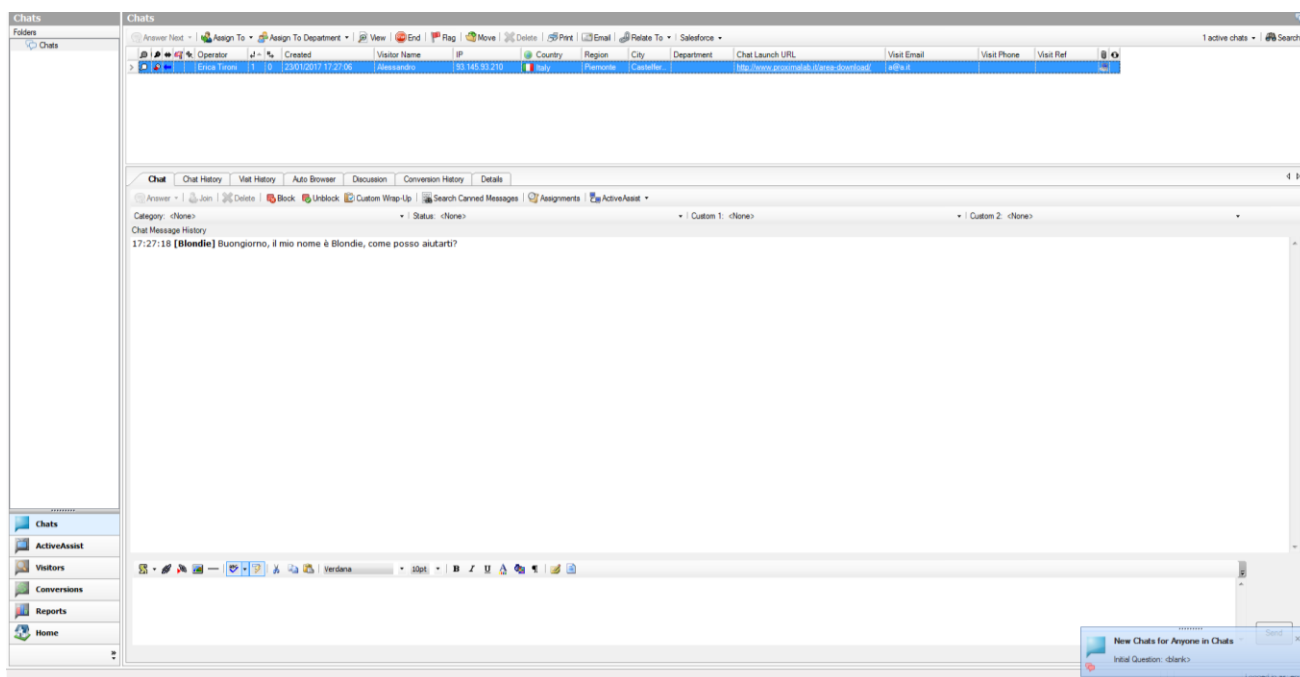 Chats Chats
Folders
Chats
Answer Next Assign To Assign To Department View End Flag Move Delete Print Email Relate To Salesforce 1 active chats Search
Operator Created Visitor Name IP Country Region City Department Chat Launch URL Visit Email Visit Phone Visit Ref
Erica Tironi 1 0 23/01/2017 17:27:06 Alessandro 93.145.93.210 Italy Piemonte Castelfer... http://www.proximalab.it/area-download/ a@a.it
Chat Chat History Visit History Auto Browser Discussion Conversion History Details
Answer Join Delete Block Unblock Custom Wrap-Up Search Canned Messages Assignments ActiveAssist
Category: <None> Status: <None> Custom 1: <None> Custom 2: <None>
Chat Message History
17:27:18 [Blondie] Buongiorno, il mio nome è Blondie, come posso aiutarti?
Chats
ActiveAssist
Visitors
Conversions
Reports
Home
Verdana 10pt B I U A
Send
New Chats for Anyone in Chats
Initial Question: <blank>